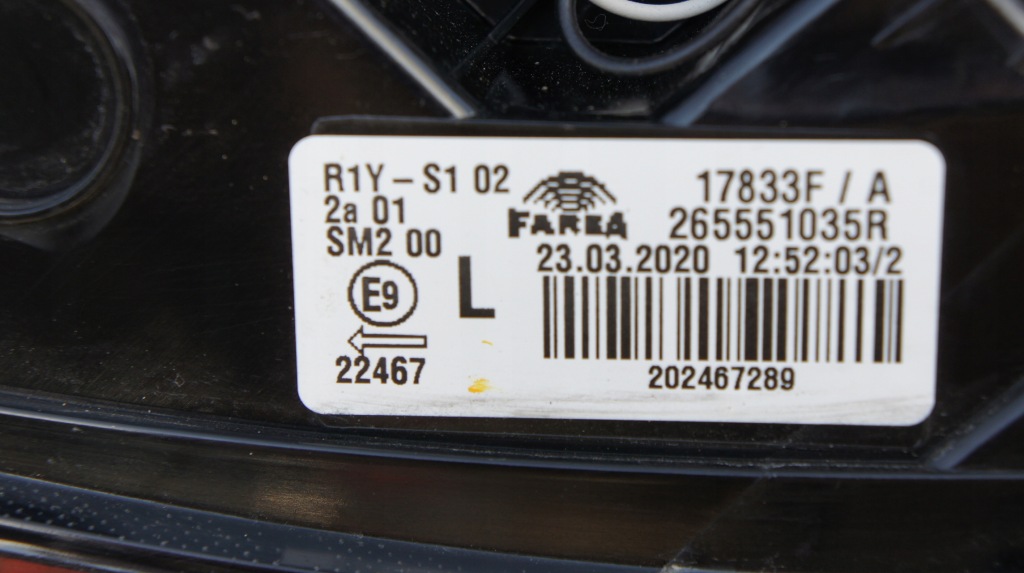 R1Y - S1 02
2a 01
SM2 00
E9
22467
L
FARBA
17833F / A
265551035R
23.03.2020 12:52:03/2
202467289